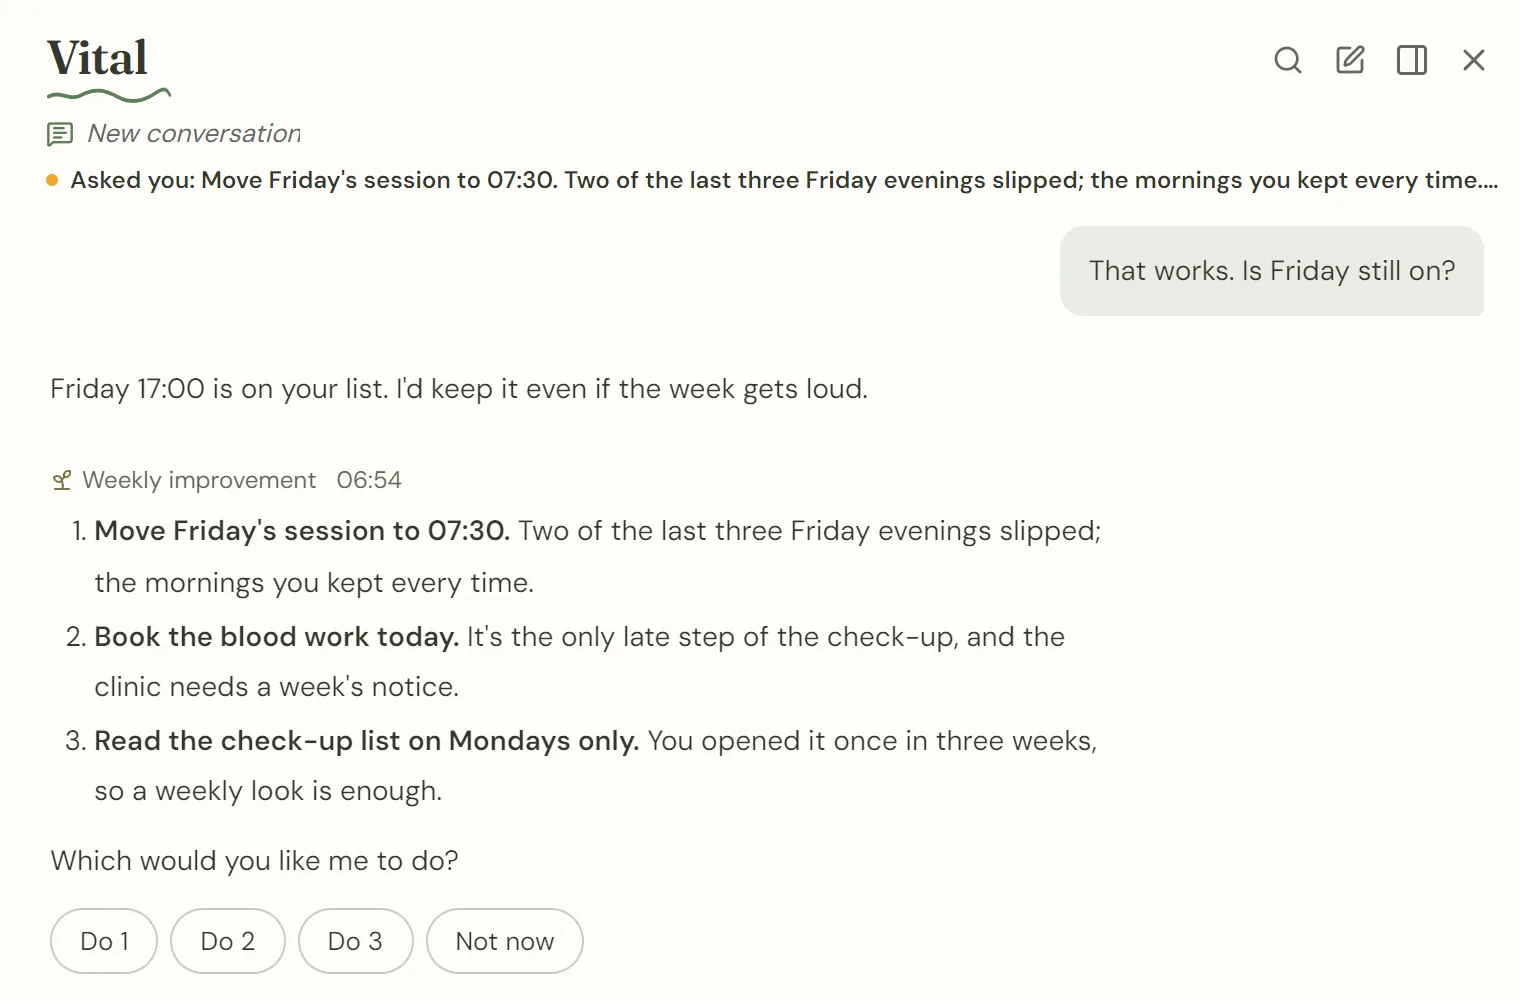 Vital
New conversation
Asked you: Move Friday's session to 07:30. Two of the last three Friday evenings slipped; the mornings you kept every time....
That works. Is Friday still on?
Friday 17:00 is on your list. I'd keep it even if the week gets loud.
Weekly improvement 06:54
1. Move Friday's session to 07:30. Two of the last three Friday evenings slipped;
the mornings you kept every time.
2. Book the blood work today. It's the only late step of the check-up, and the
clinic needs a week's notice.
3. Read the check-up list on Mondays only. You opened it once in three weeks,
so a weekly look is enough.
Which would you like me to do?
Do 1 Do 2 Do 3 Not now